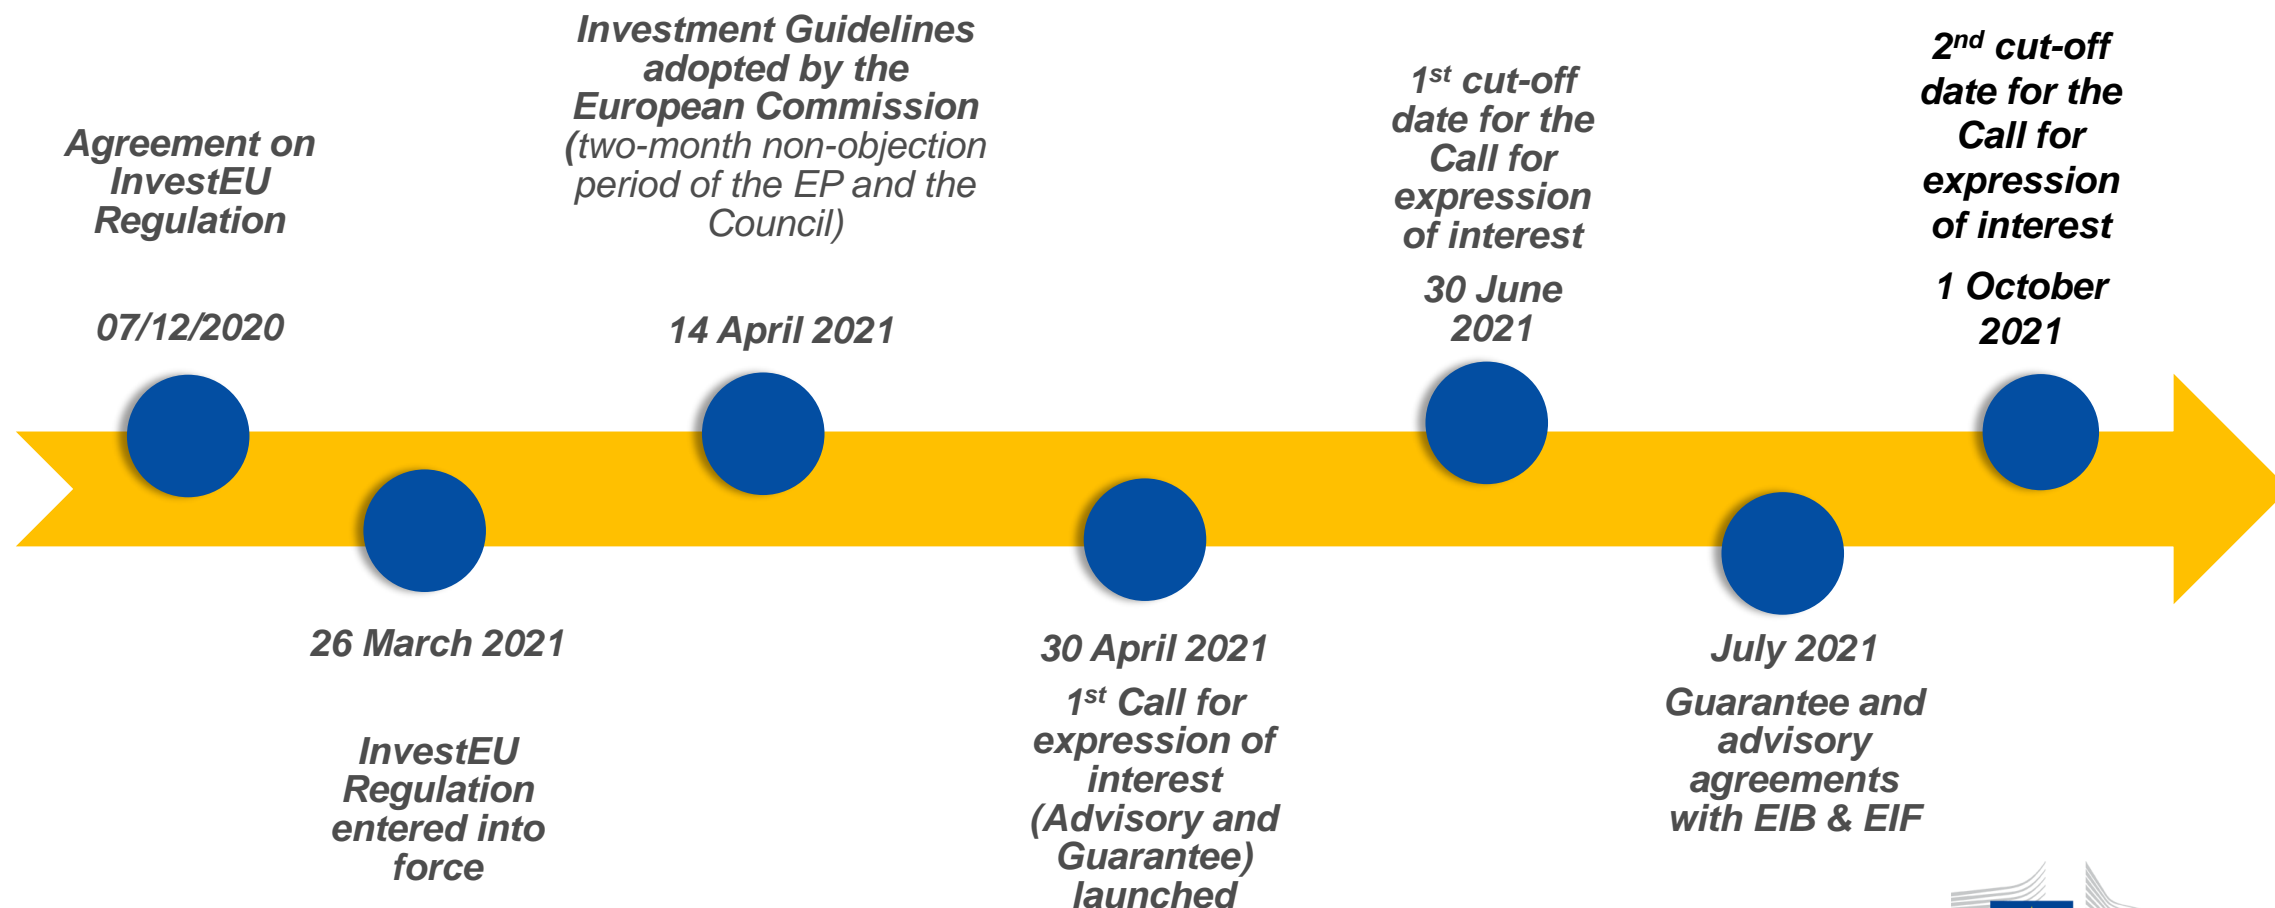 Agreement on
InvestEU
Regulation
07/12/2020
26 March 2021
InvestEU
Regulation
entered into
force
Investment Guidelines
adopted by the
European Commission
(two-month non-objection
period of the EP and the
Council)
14 April 2021
30 April 2021
1st Call for
expression of
interest
(Advisory and
Guarantee)
launched
1st cut-off
date for the
Call for
expression
of interest
30 June
2021
July 2021
Guarantee and
advisory
agreements
with EIB & EIF
2nd cut-off
date for the
Call for
expression
of interest
1 October
2021